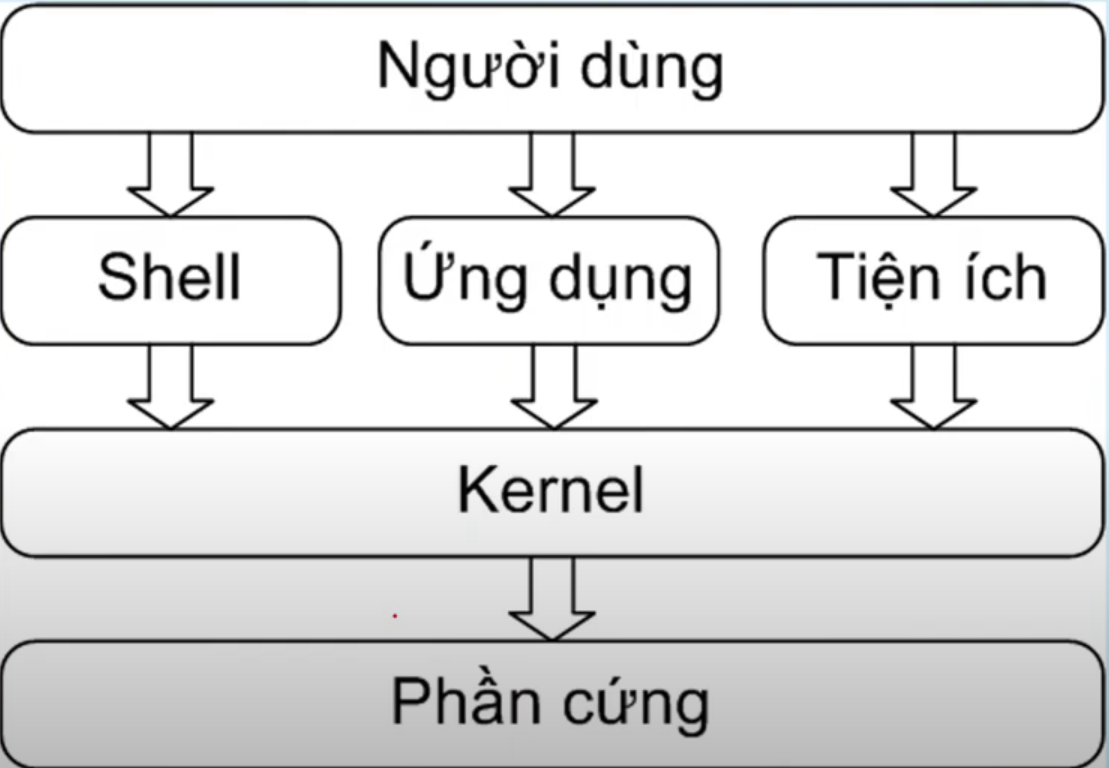 Người dùng
Shell
Ứng dụng
Tiện ích
Kernel
Phần cứng